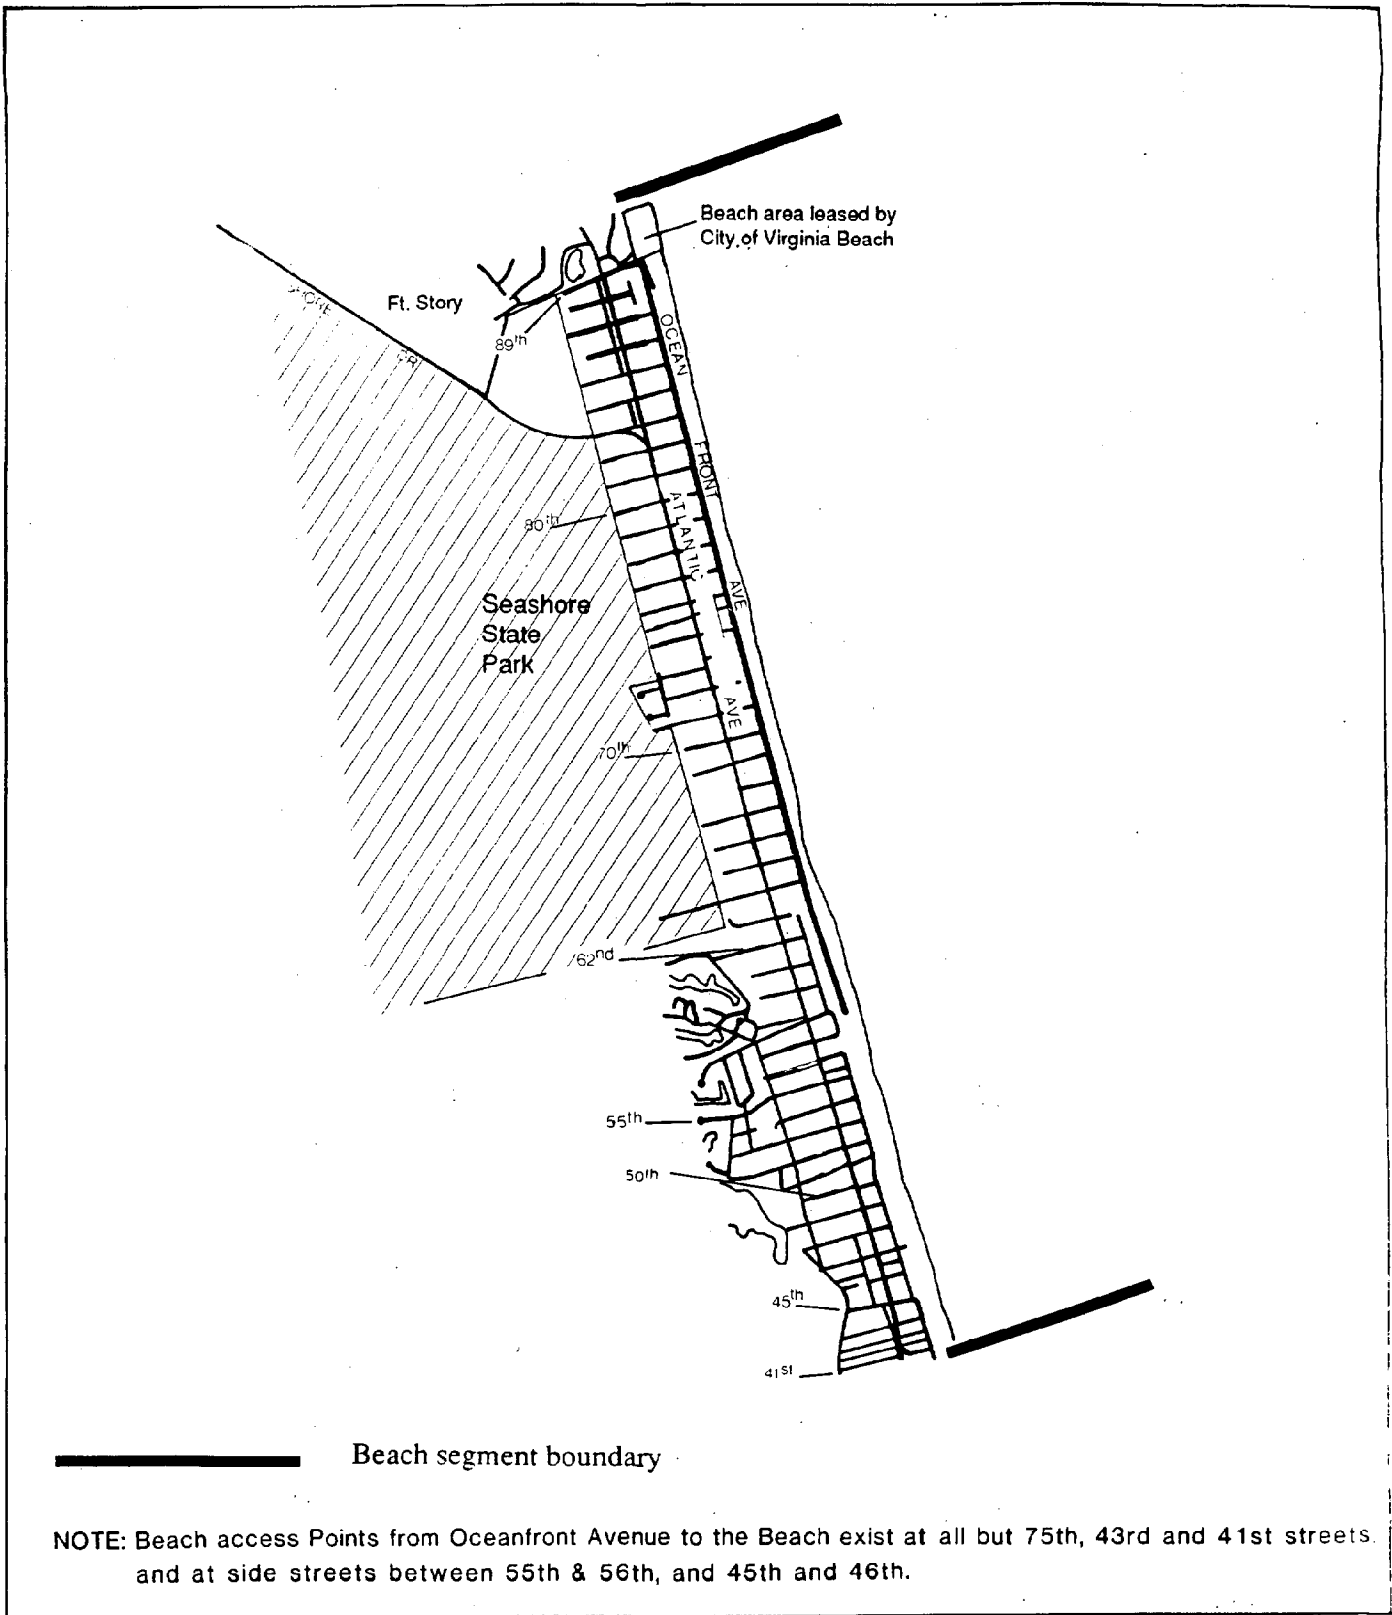 Beach area leased by
City of Virginia Beach
SHORE DR
Ft. Story
89th
OCEAN FRONT AVE
80th
ATLANTIC AVE
Seashore
State
Park
70th
62nd
55th
50th
45th
41st
Beach segment boundary
NOTE: Beach access Points from Oceanfront Avenue to the Beach exist at all but 75th, 43rd and 41st streets.
and at side streets between 55th & 56th, and 45th and 46th.